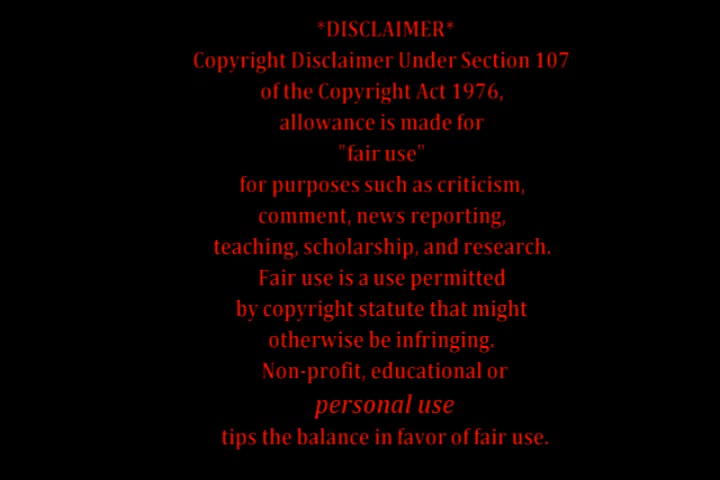 *DISCLAIMER*
Copyright Disclaimer Under Section 107
of the Copyright Act 1976,
allowance is made for
"fair use"
for purposes such as criticism,
comment, news reporting,
teaching, scholarship, and research.
Fair use is a use permitted
by copyright statute that might
otherwise be infringing.
Non-profit, educational or
personal use
tips the balance in favor of fair use.